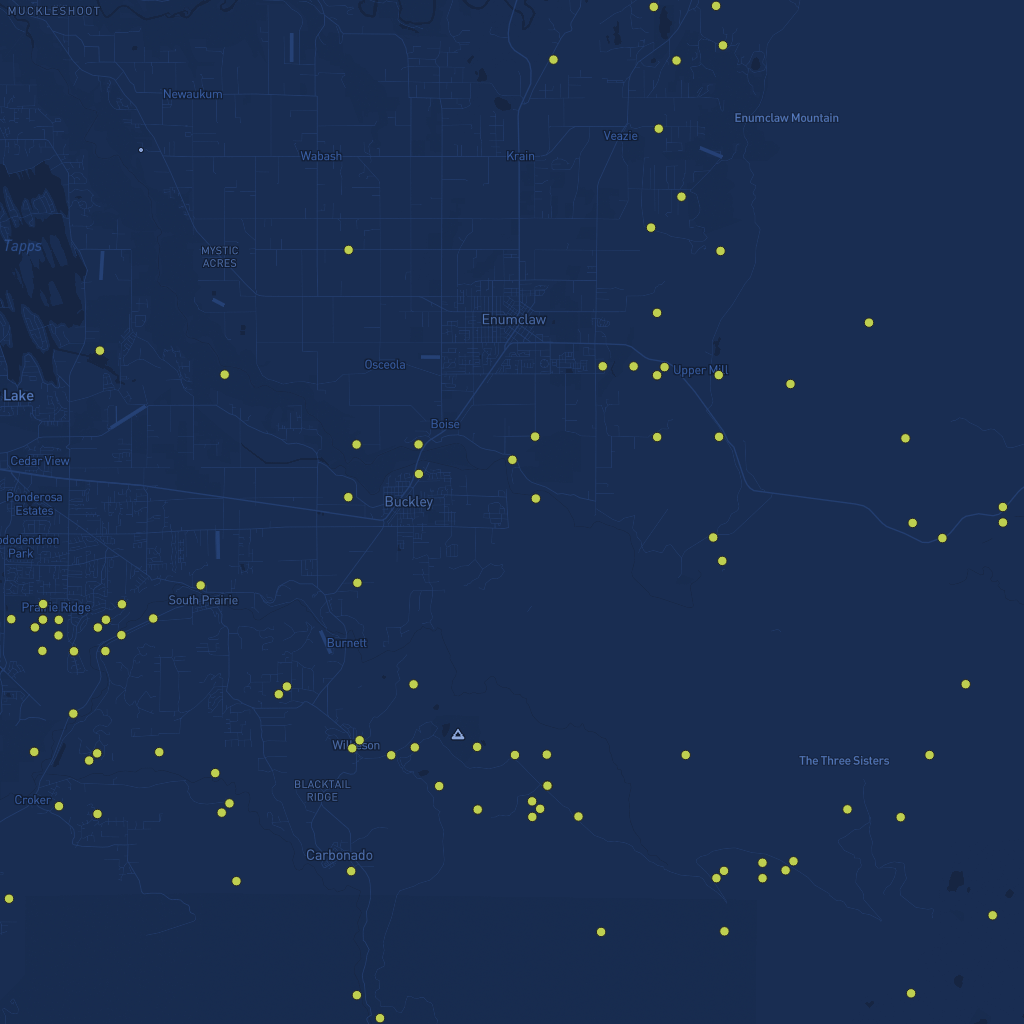 MUCKLESHOOT
Newaukum
Enumclaw Mountain
Veazie
Wabash
Krain
Tapps
MYSTIC
ACRES
Enumclaw
Osceola
Upper Mill
Lake
Boise
Cedar View
Ponderosa
Estates
Buckley
ododendron
Park
South Prairie
Prairie Ridge
Burnett
Wilkeson
The Three Sisters
BLACKTAIL
RIDGE
Croker
Carbonado